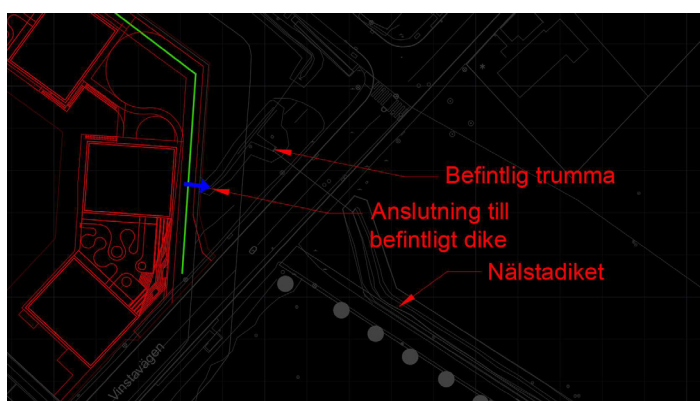 Befintlig trumma
Anslutning till
befintligt dike
Nälstadiket
Vinstavägen